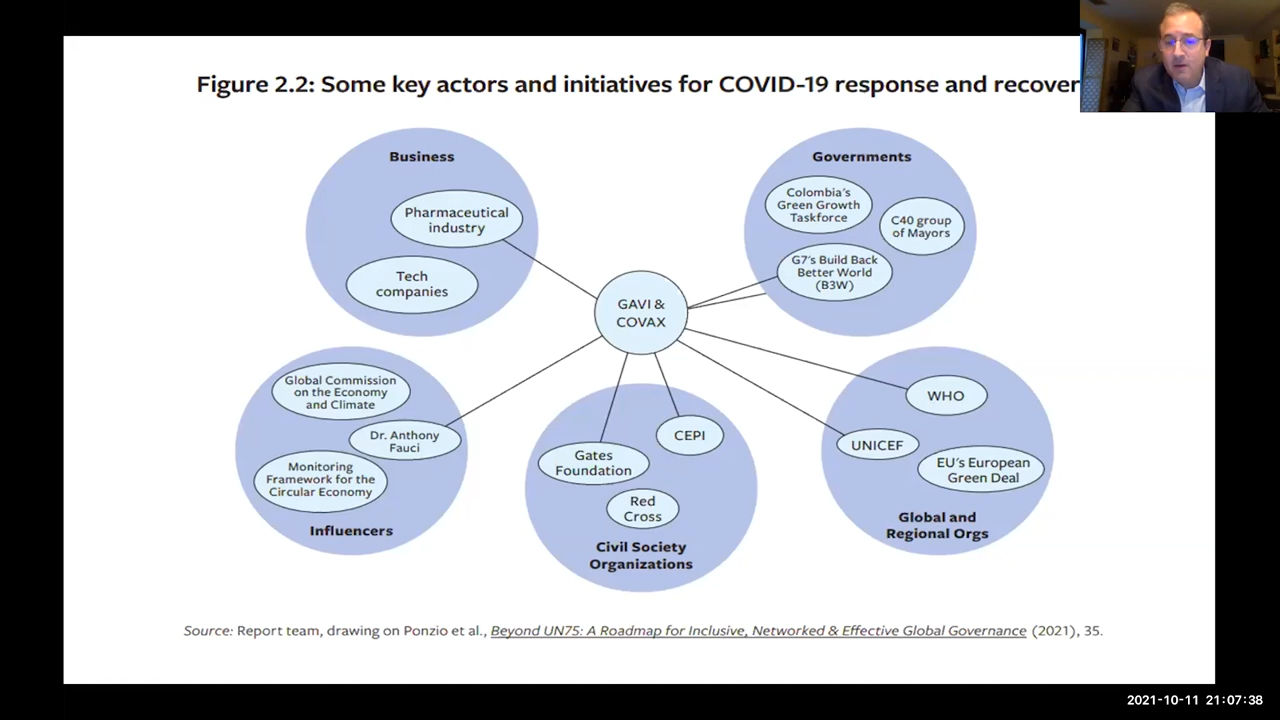 Figure 2.2: Some key actors and initiatives for COVID-19 response and recover
Business
Pharmaceutical
industry
Tech
companies
Governments
Colombia's
Green Growth
Taskforce
C40 group
of Mayors
G7's Build Back
Better World
(B3W)
GAVI &
COVAX
Global Commission
on the Economy
and Climate
Dr. Anthony
Fauci
Monitoring
Framework for the
Circular Economy
Influencers
CEPI
Gates
Foundation
Red
Cross
Civil Society
Organizations
WHO
UNICEF
EU's European
Green Deal
Global and
Regional Orgs
Source: Report team, drawing on Ponzio et al., Beyond UN75: A Roadmap for Inclusive, Networked & Effective Global Governance (2021), 35.
2021-10-11 21:07:38